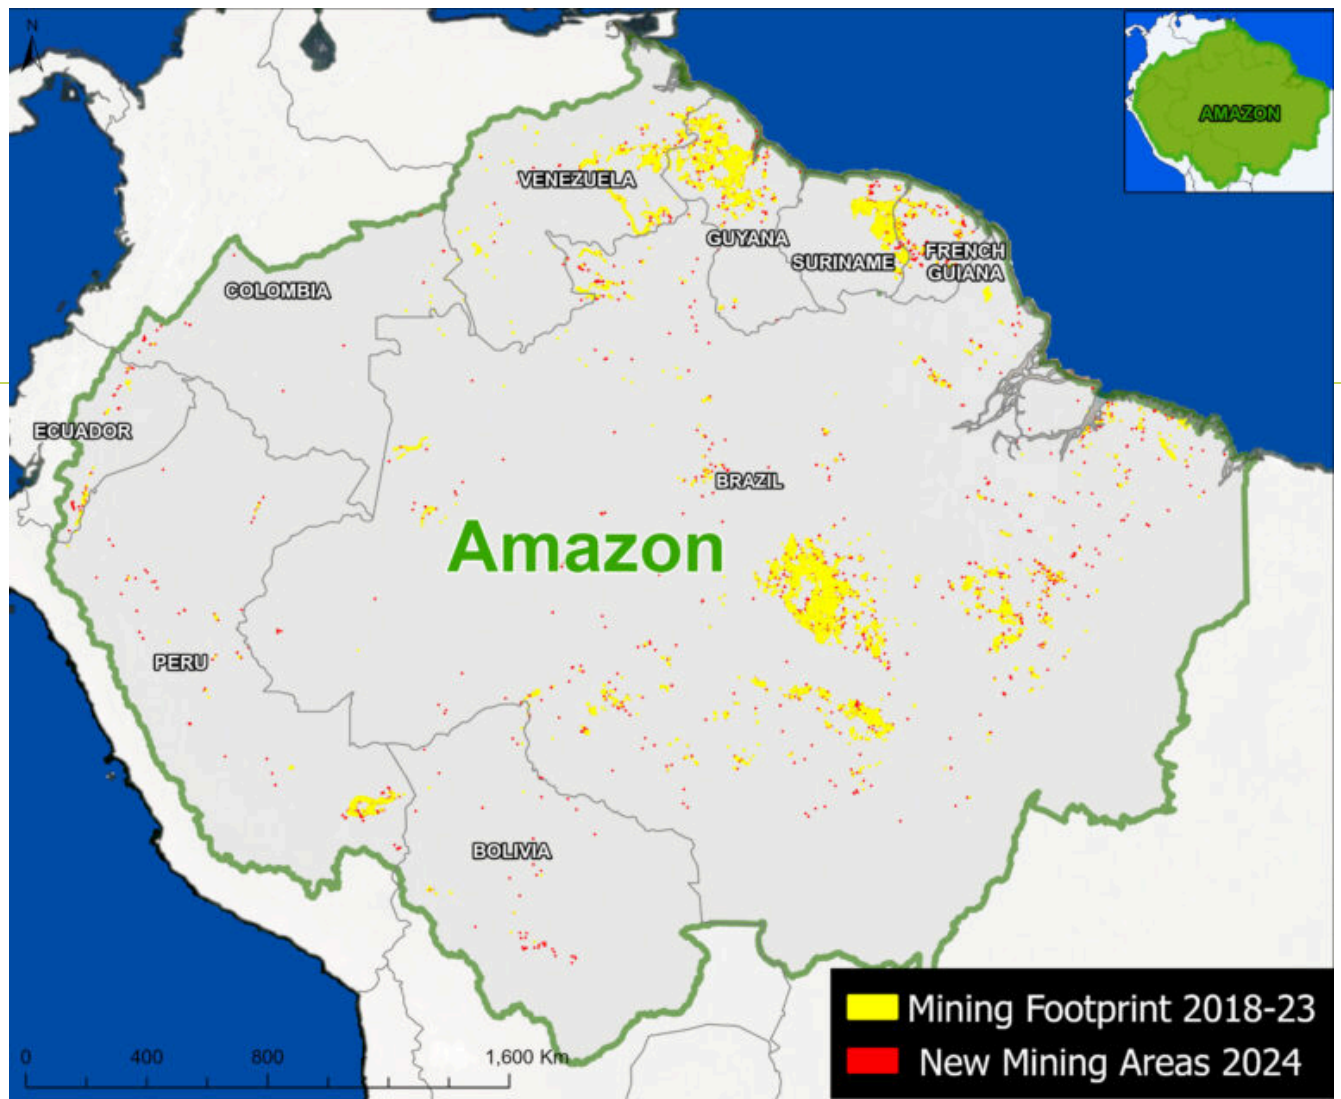 N
AMAZON
VENEZUELA
GUYANA
SURINAME
FRENCH
GUIANA
COLOMBIA
ECUADOR
BRAZIL
Amazon
PERU
BOLIVIA
0 400 800 1,600 Km
Mining Footprint 2018-23
New Mining Areas 2024